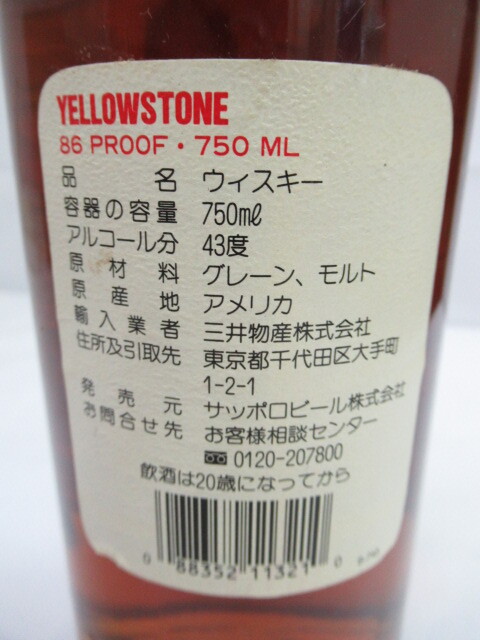 YELLOWSTONE
86 PROOF・750 ML
品名 ウィスキー
容器の容量 750mℓ
アルコール分 43度
原材料 グレーン、モルト
原産地 アメリカ
輸入業者 三井物産株式会社
住所及引取先 東京都千代田区大手町
1-2-1
発売元 サッポロビール株式会社
お問合せ先 お客様相談センター
0120-207800
飲酒は20歳になってから
0 88352 11321 0